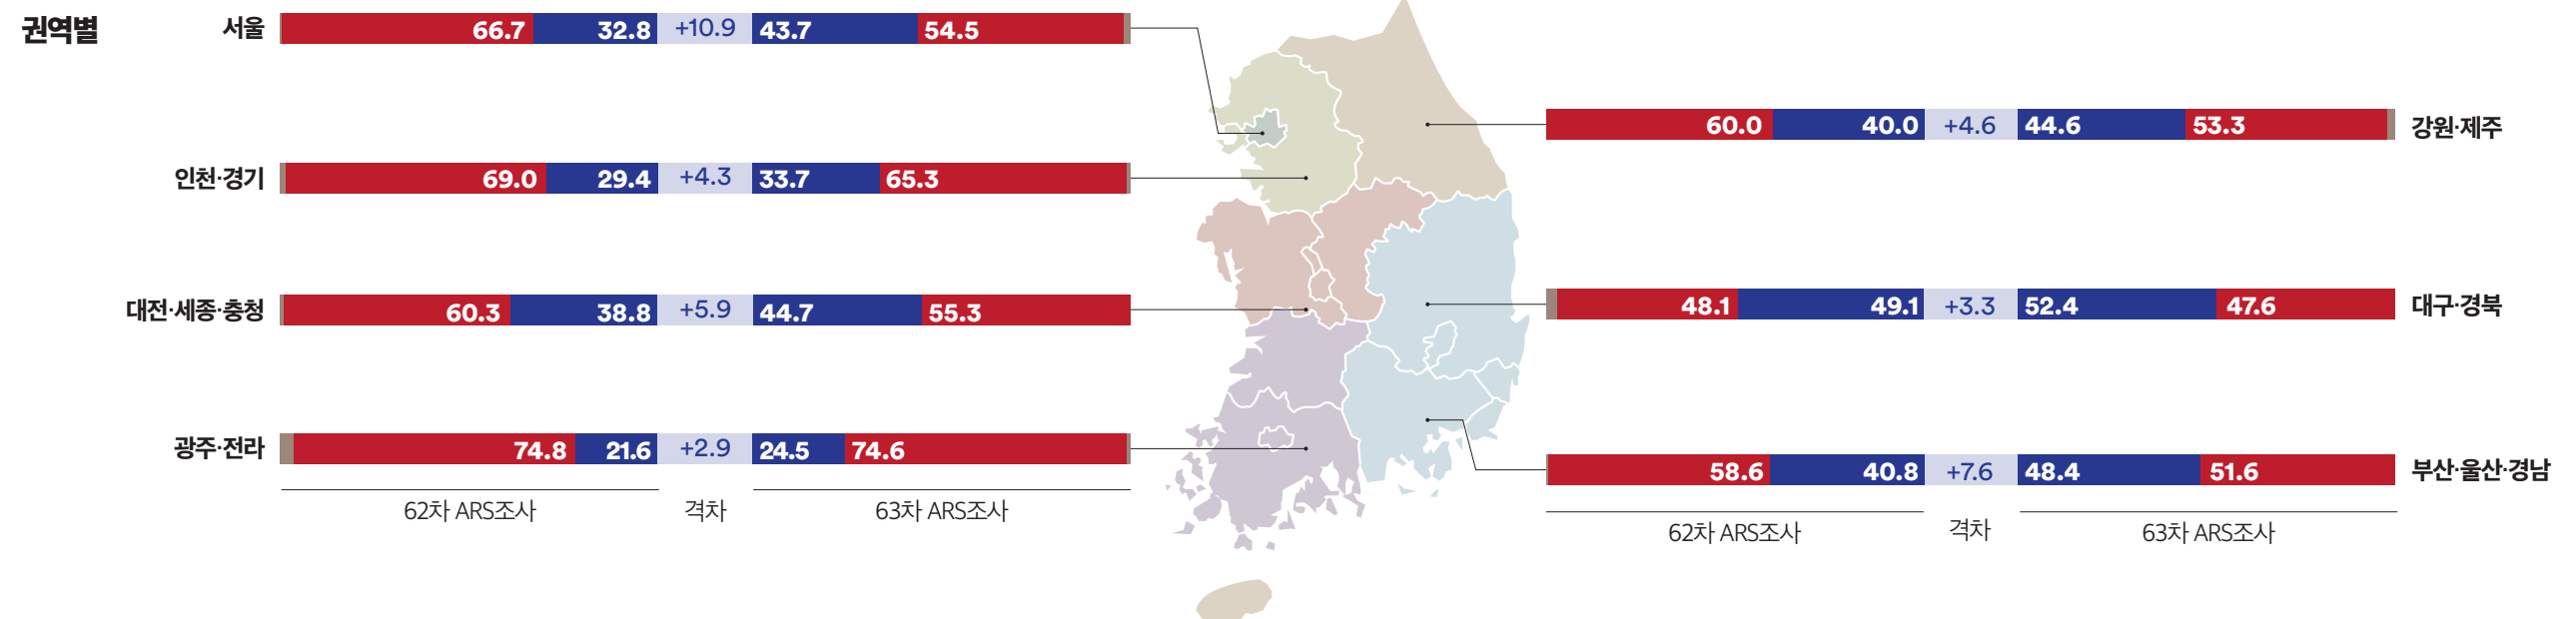 권역별
서울 66.7 32.8 +10.9 43.7 54.5
인천·경기 69.0 29.4 +4.3 33.7 65.3
대전·세종·충청 60.3 38.8 +5.9 44.7 55.3
광주·전라 74.8 21.6 +2.9 24.5 74.6
62차 ARS조사 격차 63차 ARS조사
60.0 40.0 +4.6 44.6 53.3 강원·제주
48.1 49.1 +3.3 52.4 47.6 대구·경북
58.6 40.8 +7.6 48.4 51.6 부산·울산·경남
62차 ARS조사 격차 63차 ARS조사